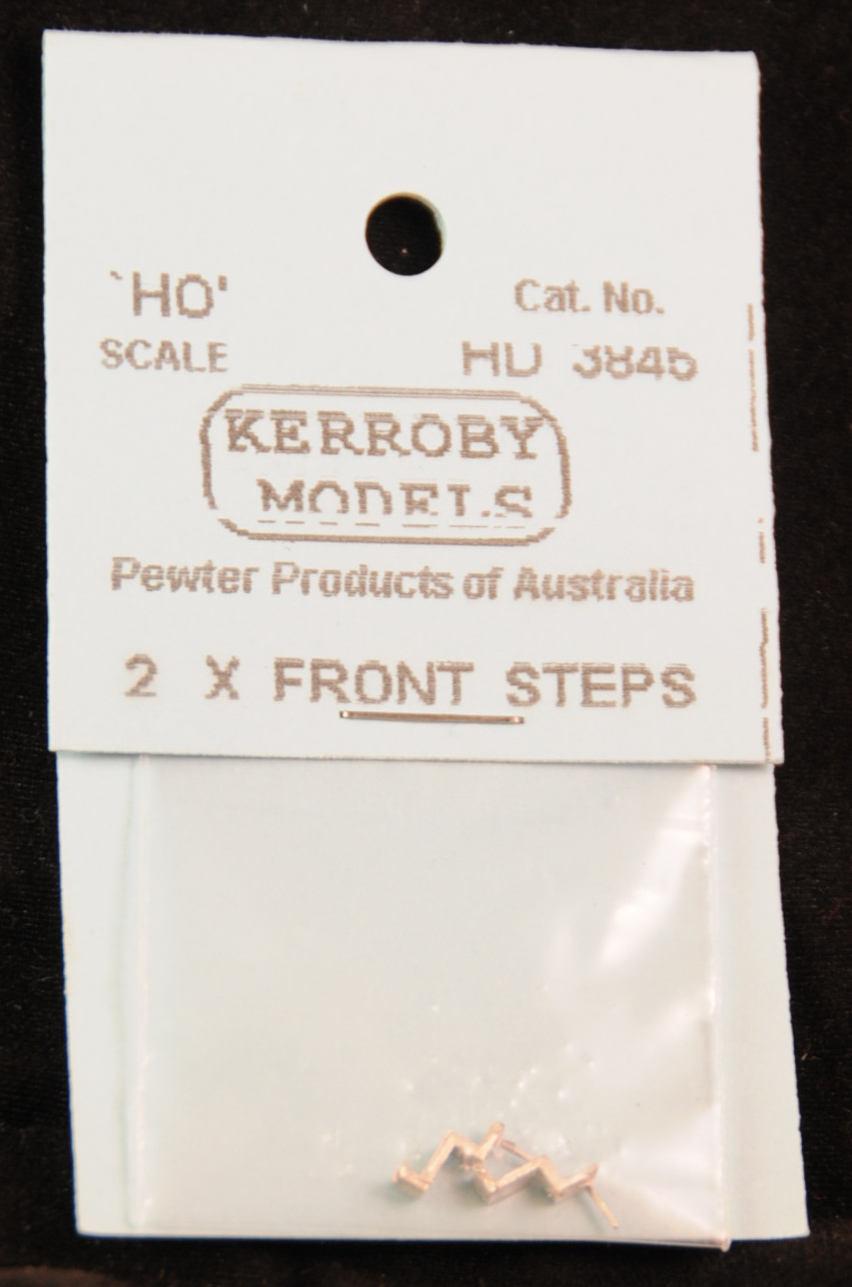 `HO'
SCALE
Cat. No.
HD 3845
KERROBY
MODELS
Pewter Products of Australia
2 X FRONT STEPS